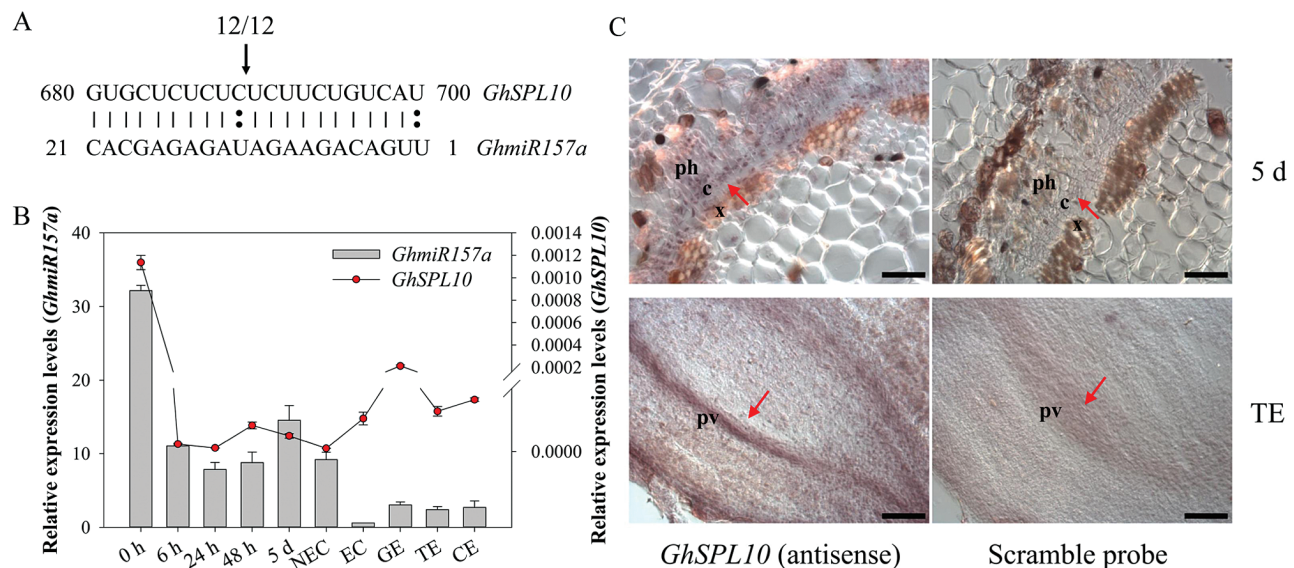 A
12/12
680 GUGCUCUCUCUCUUCUGUCAU 700 GhSPL10
21 CACGAGAGAUAGAAGACAGUU 1 GhmiR157a
B
Relative expression levels (GhmiR157a)
40
30
20
10
0
GhmiR157a
GhSPL10
0.0014
0.0012
0.0010
0.0008
0.0006
0.0004
0.0002
0.0000
Relative expression levels (GhSPL10)
0 h
6 h
24 h
48 h
5 d
NEC
EC
GE
TE
CE
C
ph
c
x
ph
c
x
5 d
pv
pv
TE
GhSPL10 (antisense)
Scramble probe